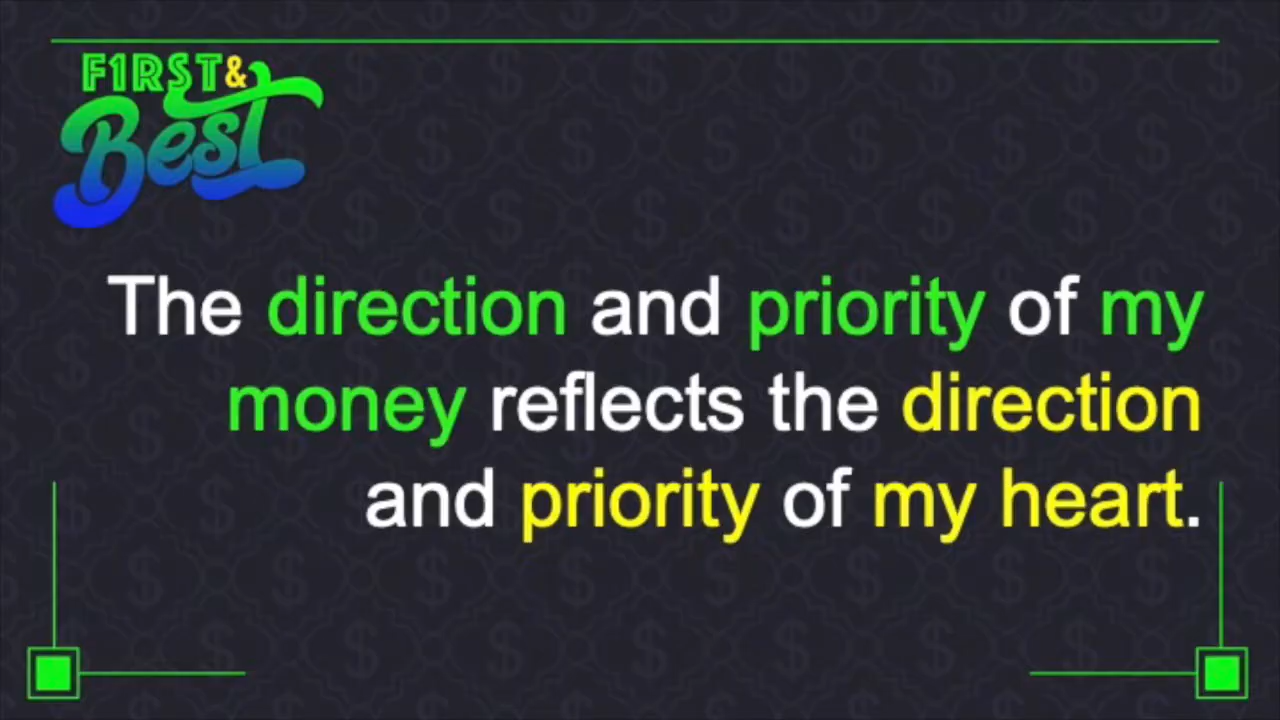 F1RST&
Best
The direction and priority of my
money reflects the direction
and priority of my heart.